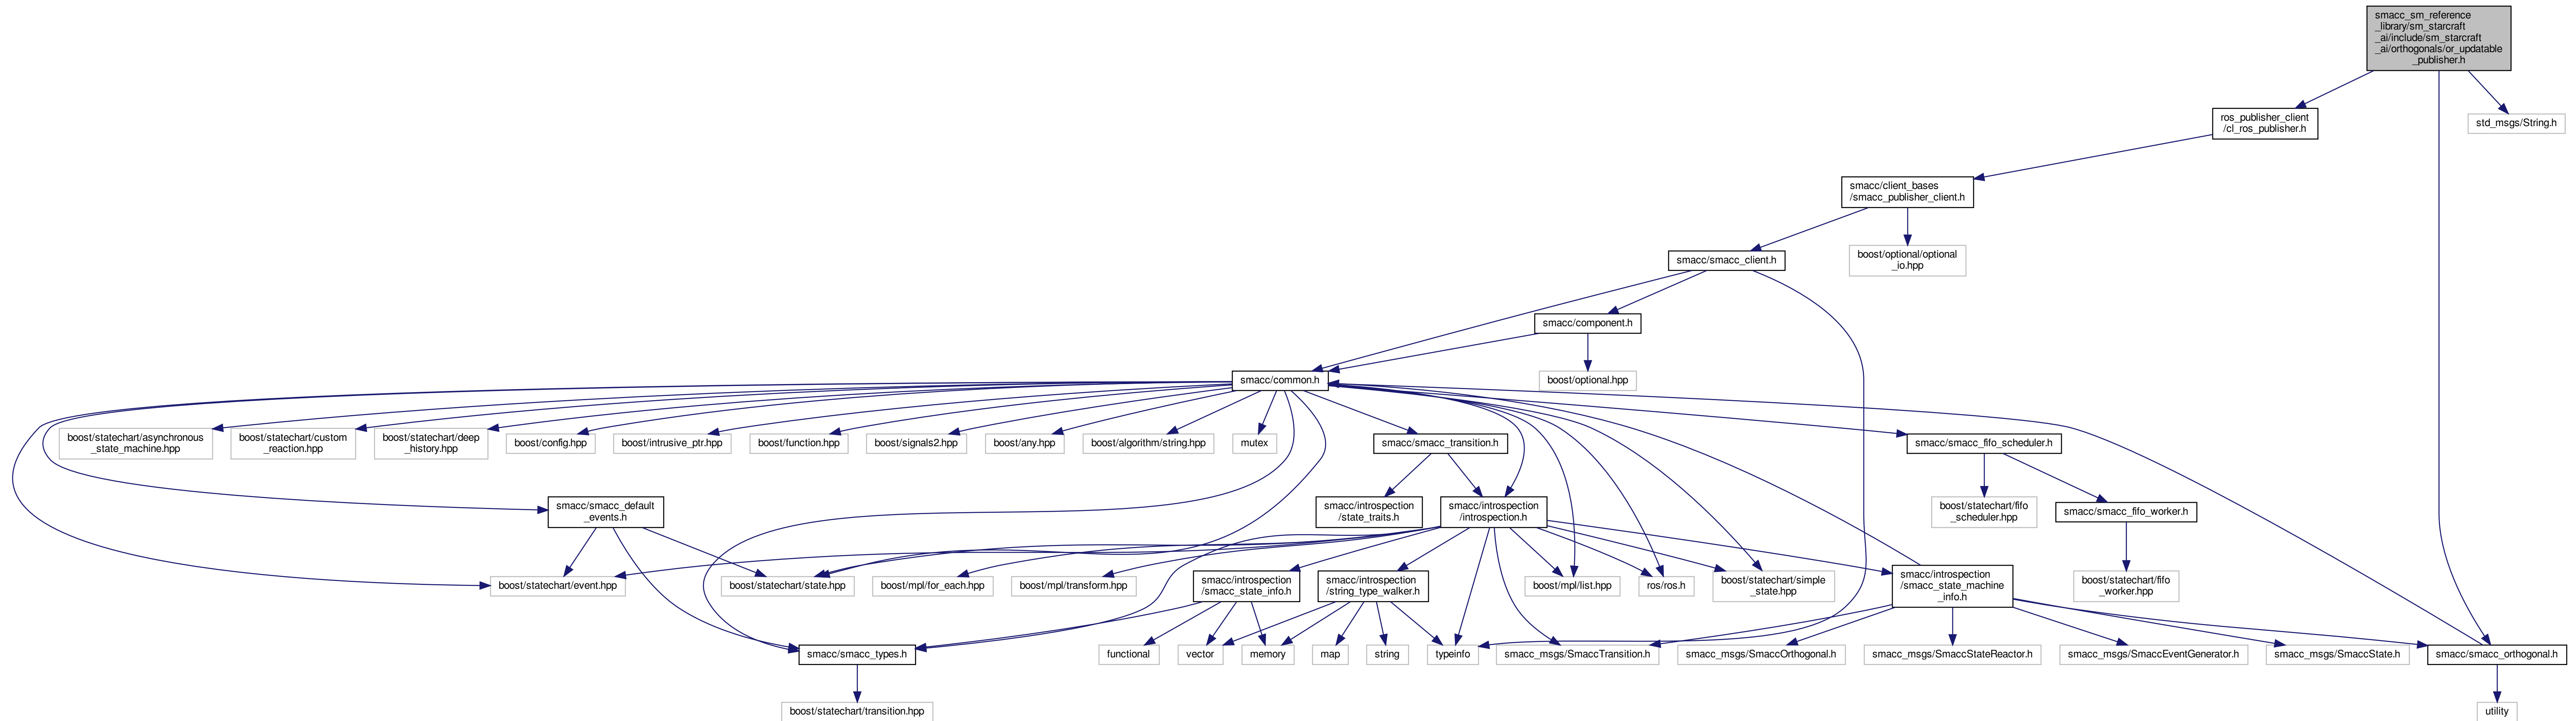 smacc_sm_reference
_library/sm_starcraft
_ai/include/sm_starcraft
_ai/orthogonals/or_updatable
_publisher.h
ros_publisher_client
/cl_ros_publisher.h
std_msgs/String.h
smacc/client_bases
/smacc_publisher_client.h
smacc/smacc_client.h
boost/optional/optional
_io.hpp
smacc/component.h
smacc/common.h
boost/optional.hpp
boost/statechart/asynchronous
_state_machine.hpp
boost/statechart/custom
_reaction.hpp
boost/statechart/deep
_history.hpp
boost/config.hpp
boost/intrusive_ptr.hpp
boost/function.hpp
boost/signals2.hpp
boost/any.hpp
boost/algorithm/string.hpp
mutex
smacc/smacc_transition.h
smacc/smacc_fifo_scheduler.h
smacc/smacc_default
_events.h
smacc/introspection
/state_traits.h
smacc/introspection
/introspection.h
boost/statechart/fifo
_scheduler.hpp
smacc/smacc_fifo_worker.h
boost/statechart/event.hpp
boost/statechart/state.hpp
boost/mpl/for_each.hpp
boost/mpl/transform.hpp
smacc/introspection
/smacc_state_info.h
smacc/introspection
/string_type_walker.h
boost/mpl/list.hpp
ros/ros.h
boost/statechart/simple
_state.hpp
smacc/introspection
/smacc_state_machine
_info.h
boost/statechart/fifo
_worker.hpp
smacc/smacc_types.h
functional
vector
memory
map
string
typeinfo
smacc_msgs/SmaccTransition.h
smacc_msgs/SmaccOrthogonal.h
smacc_msgs/SmaccStateReactor.h
smacc_msgs/SmaccEventGenerator.h
smacc_msgs/SmaccState.h
smacc/smacc_orthogonal.h
boost/statechart/transition.hpp
utility